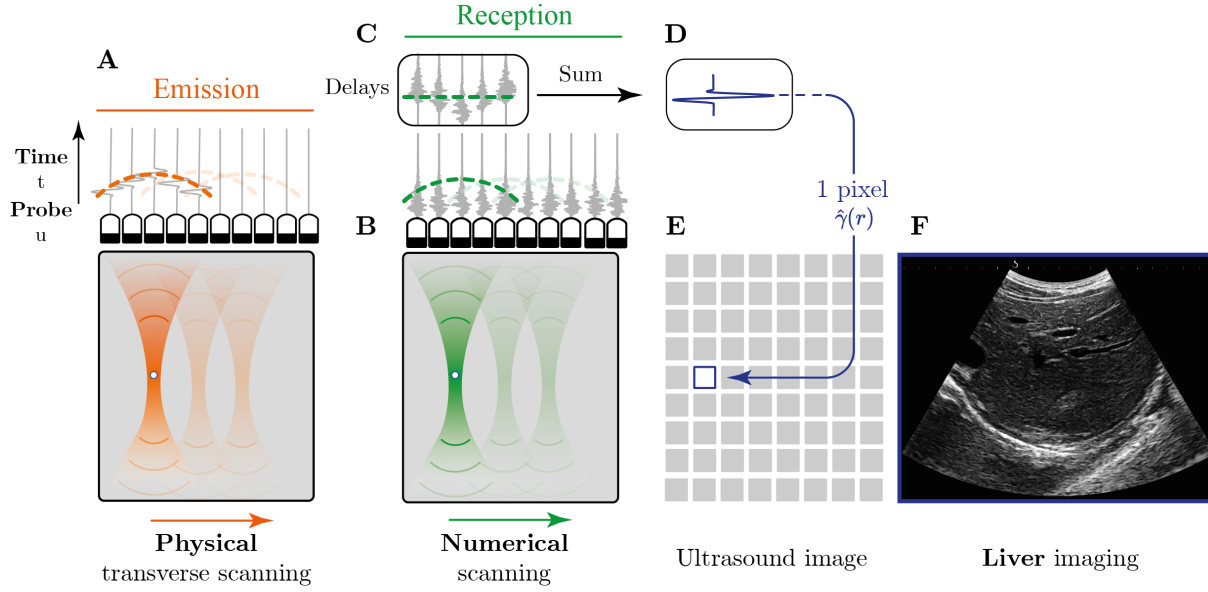 A
Emission
Time
t
Probe
u
Physical
transverse scanning
Reception
C
Delays
Sum
B
Numerical
scanning
D
1 pixel
γ̂(r)
E
Ultrasound image
F
Liver imaging